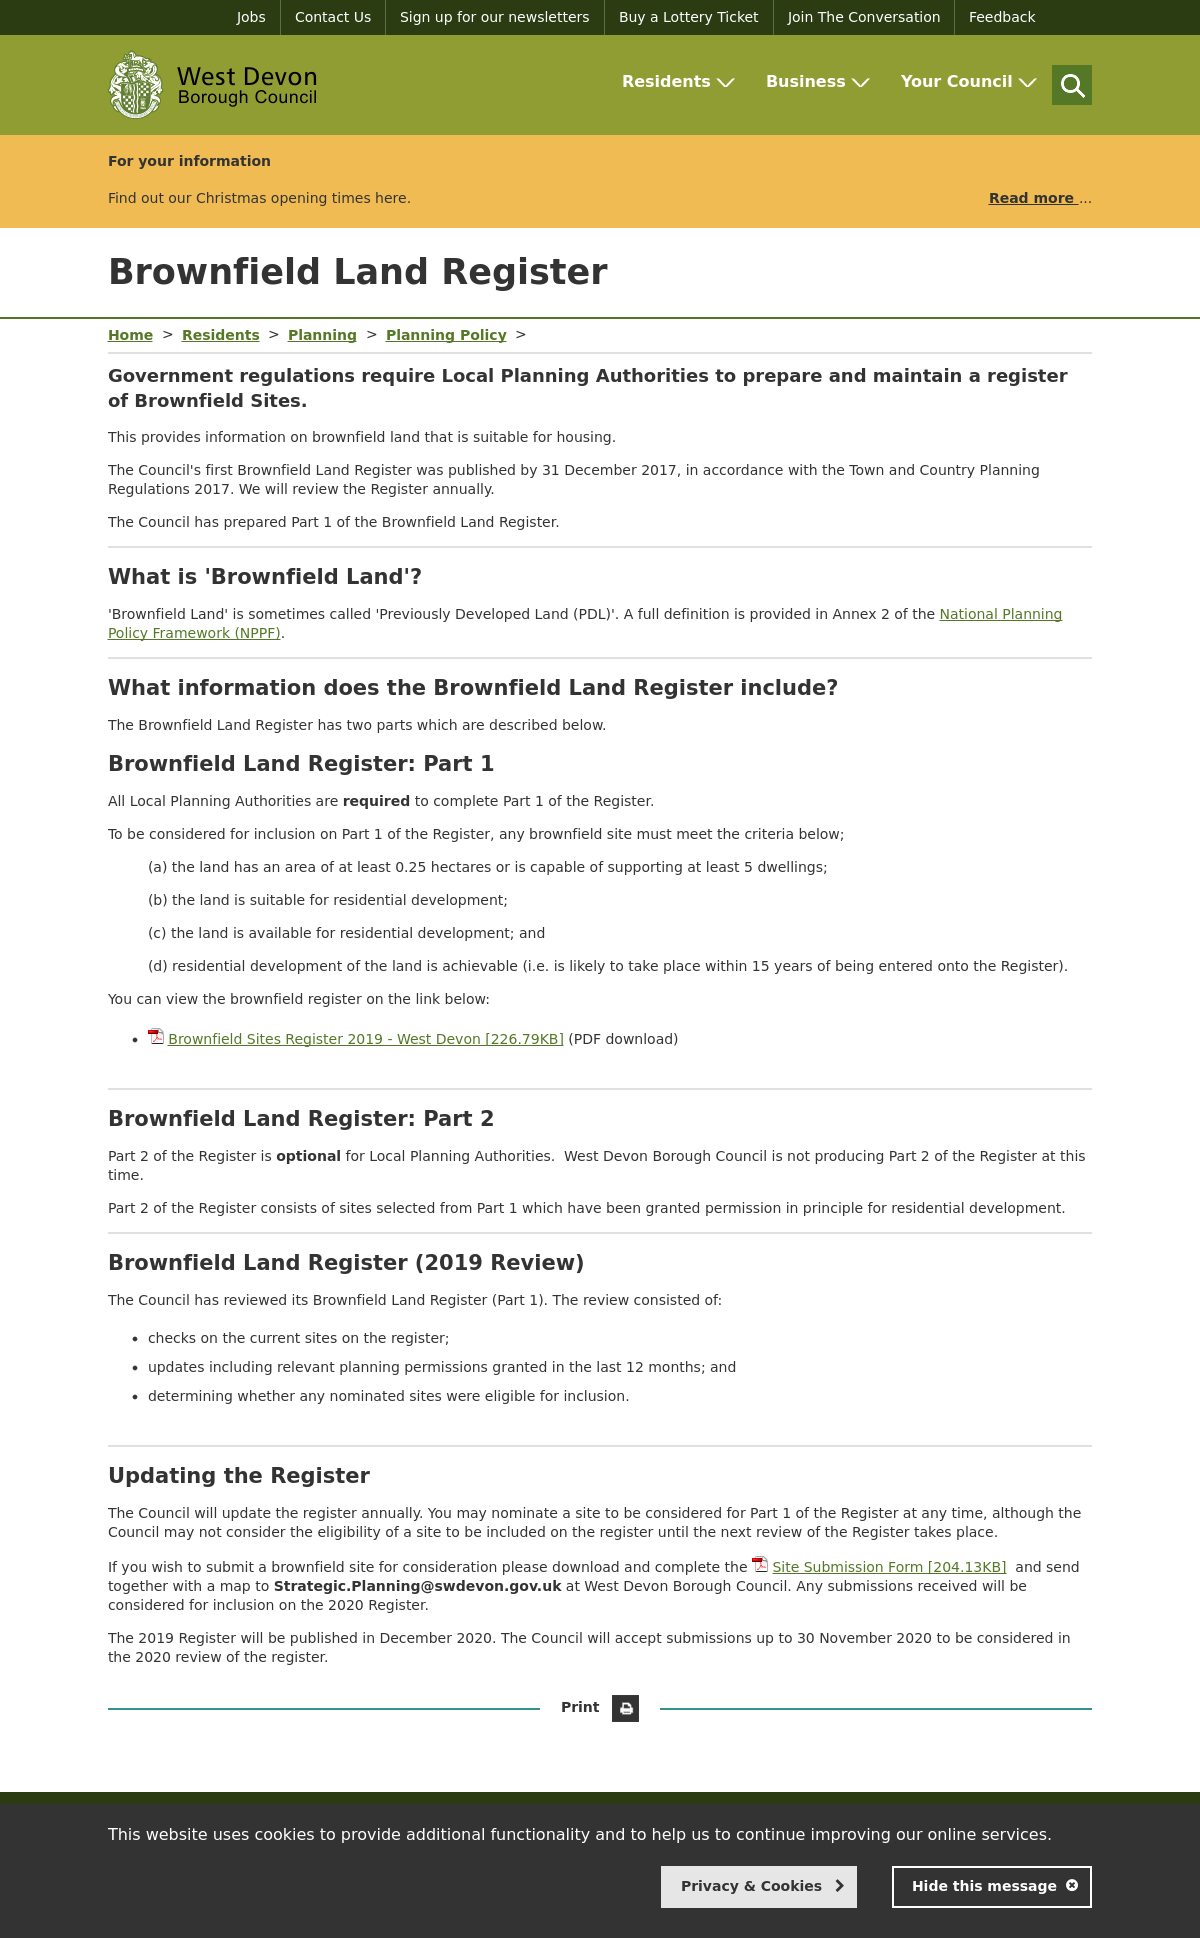 Jobs
Contact Us
Sign up for our newsletters
Buy a Lottery Ticket
Join The Conversation
Feedback
West Devon
Borough Council
Residents
Business
Your Council
For your information
Find out our Christmas opening times here.
Read more ...
Brownfield Land Register
Home > Residents > Planning > Planning Policy >
Government regulations require Local Planning Authorities to prepare and maintain a register
of Brownfield Sites.
This provides information on brownfield land that is suitable for housing.
The Council's first Brownfield Land Register was published by 31 December 2017, in accordance with the Town and Country Planning
Regulations 2017. We will review the Register annually.
The Council has prepared Part 1 of the Brownfield Land Register.
What is 'Brownfield Land'?
'Brownfield Land' is sometimes called 'Previously Developed Land (PDL)'. A full definition is provided in Annex 2 of the National Planning
Policy Framework (NPPF).
What information does the Brownfield Land Register include?
The Brownfield Land Register has two parts which are described below.
Brownfield Land Register: Part 1
All Local Planning Authorities are required to complete Part 1 of the Register.
To be considered for inclusion on Part 1 of the Register, any brownfield site must meet the criteria below;
(a) the land has an area of at least 0.25 hectares or is capable of supporting at least 5 dwellings;
(b) the land is suitable for residential development;
(c) the land is available for residential development; and
(d) residential development of the land is achievable (i.e. is likely to take place within 15 years of being entered onto the Register).
You can view the brownfield register on the link below:
• Brownfield Sites Register 2019 - West Devon [226.79KB] (PDF download)
Brownfield Land Register: Part 2
Part 2 of the Register is optional for Local Planning Authorities.  West Devon Borough Council is not producing Part 2 of the Register at this
time.
Part 2 of the Register consists of sites selected from Part 1 which have been granted permission in principle for residential development.
Brownfield Land Register (2019 Review)
The Council has reviewed its Brownfield Land Register (Part 1). The review consisted of:
• checks on the current sites on the register;
• updates including relevant planning permissions granted in the last 12 months; and
• determining whether any nominated sites were eligible for inclusion.
Updating the Register
The Council will update the register annually. You may nominate a site to be considered for Part 1 of the Register at any time, although the
Council may not consider the eligibility of a site to be included on the register until the next review of the Register takes place.
If you wish to submit a brownfield site for consideration please download and complete the Site Submission Form [204.13KB]  and send
together with a map to Strategic.Planning@swdevon.gov.uk at West Devon Borough Council. Any submissions received will be
considered for inclusion on the 2020 Register.
The 2019 Register will be published in December 2020. The Council will accept submissions up to 30 November 2020 to be considered in
the 2020 review of the register.
Print
This website uses cookies to provide additional functionality and to help us to continue improving our online services.
Privacy & Cookies
Hide this message